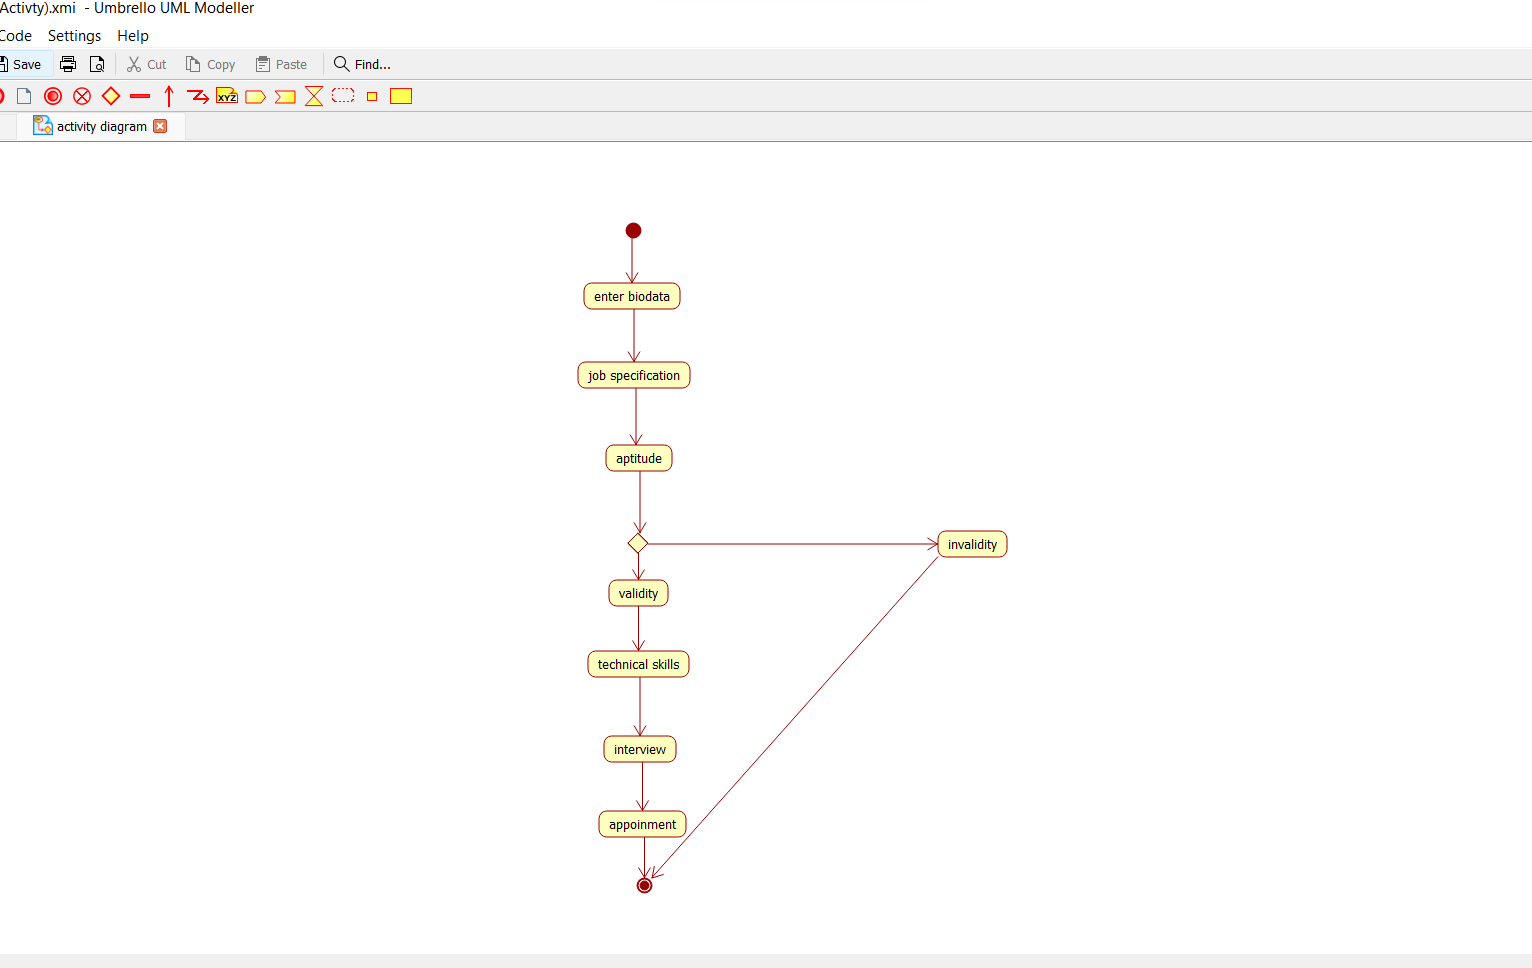 Activty).xmi - Umbrello UML Modeller
Code Settings Help
Save Cut Copy Paste Find...
XYZ
activity diagram
enter biodata
job specification
aptitude
invalidity
validity
technical skills
interview
appoinment